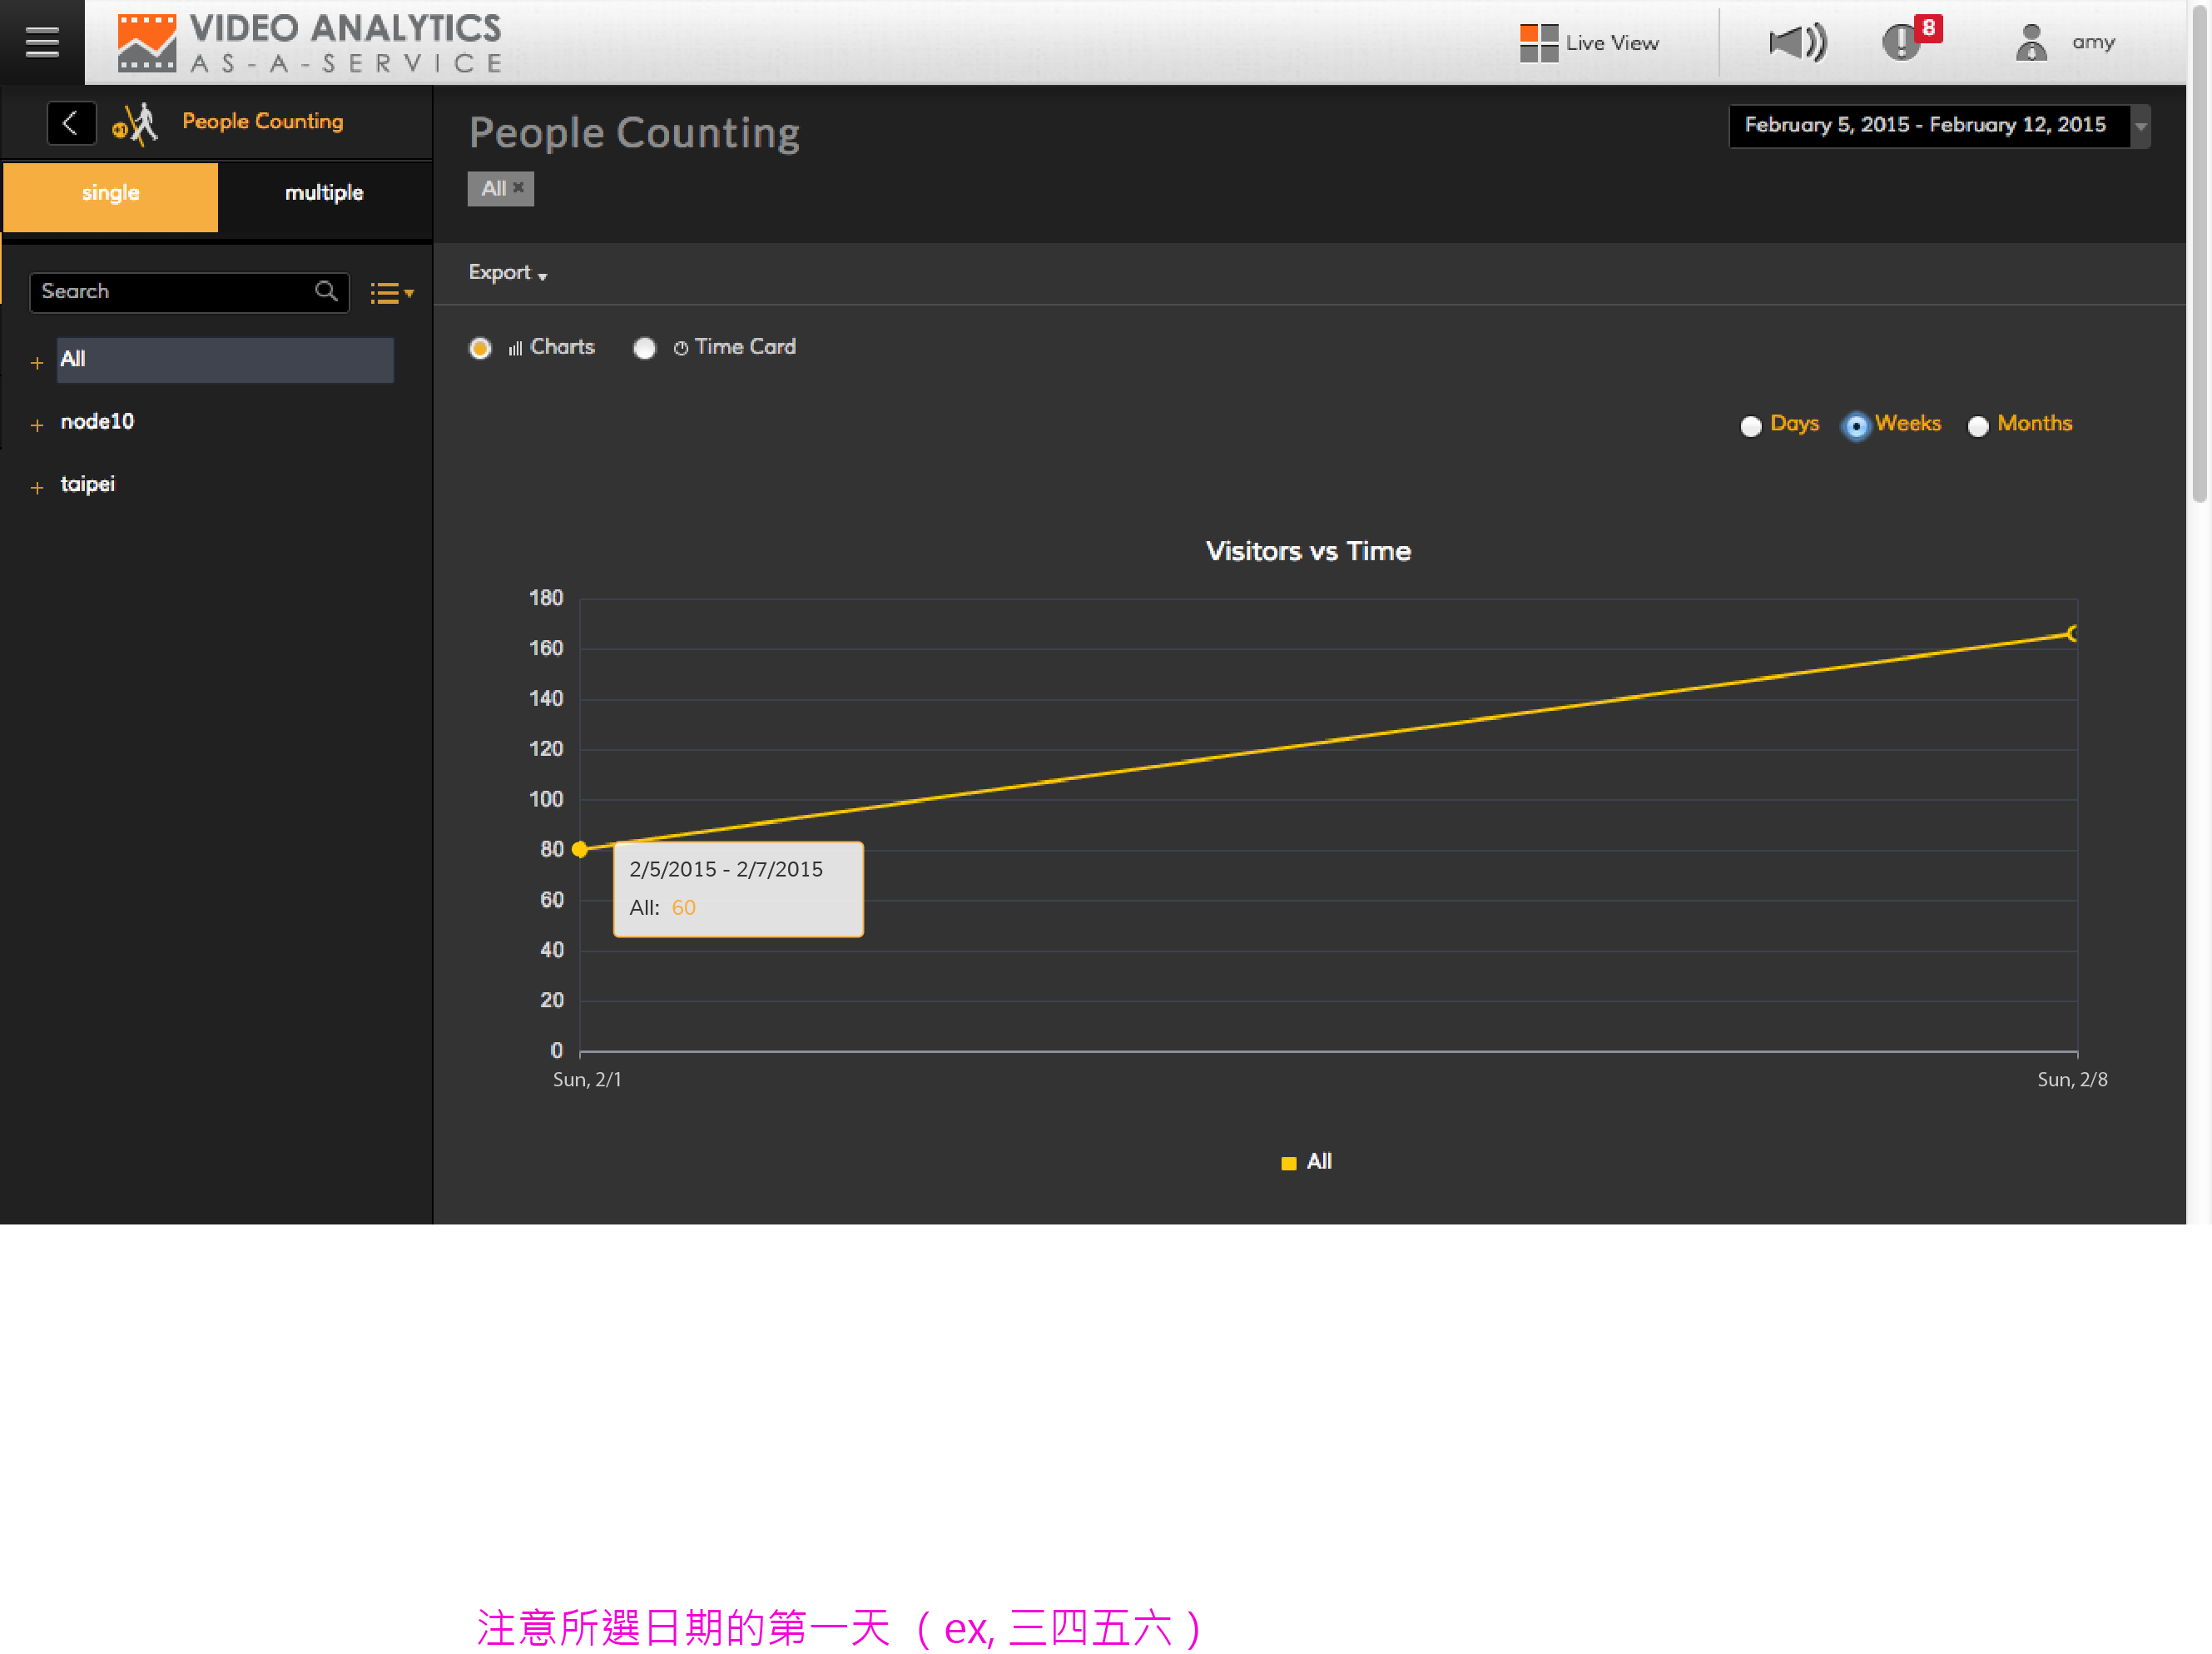 VIDEO ANALYTICS
AS-A-SERVICE
Live View
8
amy
People Counting
single
multiple
Search
All
node10
taipei
People Counting
February 5, 2015 - February 12, 2015
All ×
Export
Charts
Time Card
Days
Weeks
Months
Visitors vs Time
180
160
140
120
100
80
60
40
20
0
2/5/2015 - 2/7/2015
All: 60
Sun, 2/1
Sun, 2/8
All
注意所選日期的第一天 ( ex, 三四五六 )